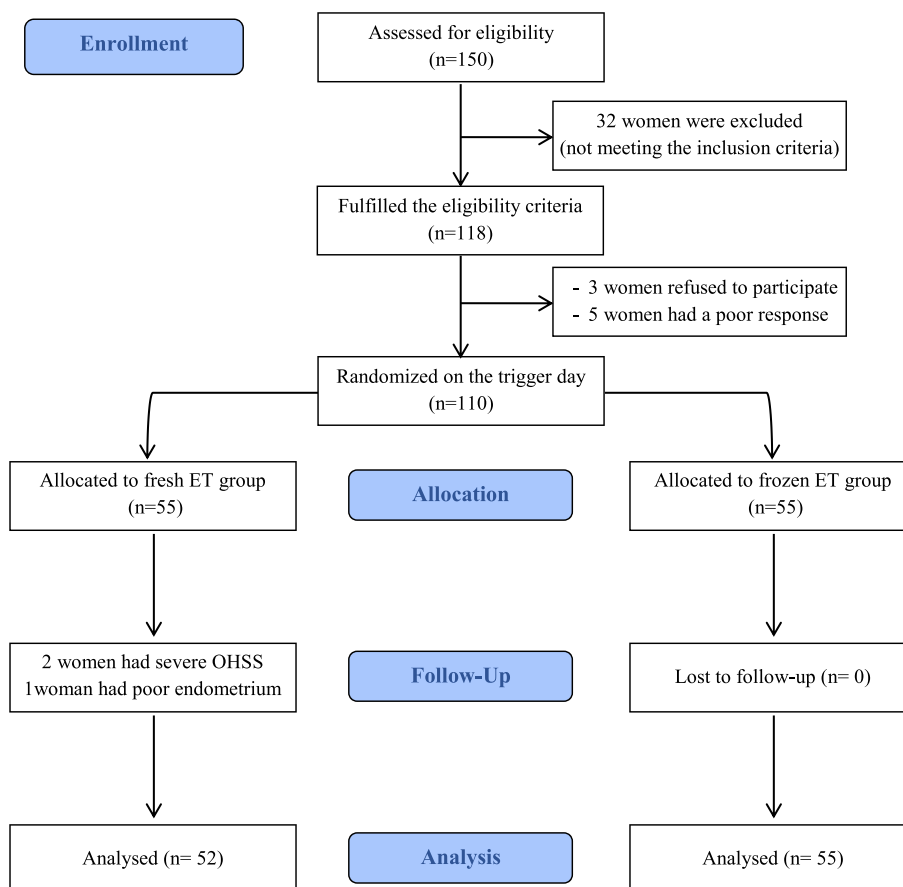 Enrollment
Assessed for eligibility
(n=150)
32 women were excluded
(not meeting the inclusion criteria)
Fulfilled the eligibility criteria
(n=118)
- 3 women refused to participate
- 5 women had a poor response
Randomized on the trigger day
(n=110)
Allocated to fresh ET group
(n=55)
Allocation
Allocated to frozen ET group
(n=55)
2 women had severe OHSS
1woman had poor endometrium
Follow-Up
Lost to follow-up (n= 0)
Analysed (n= 52)
Analysis
Analysed (n= 55)